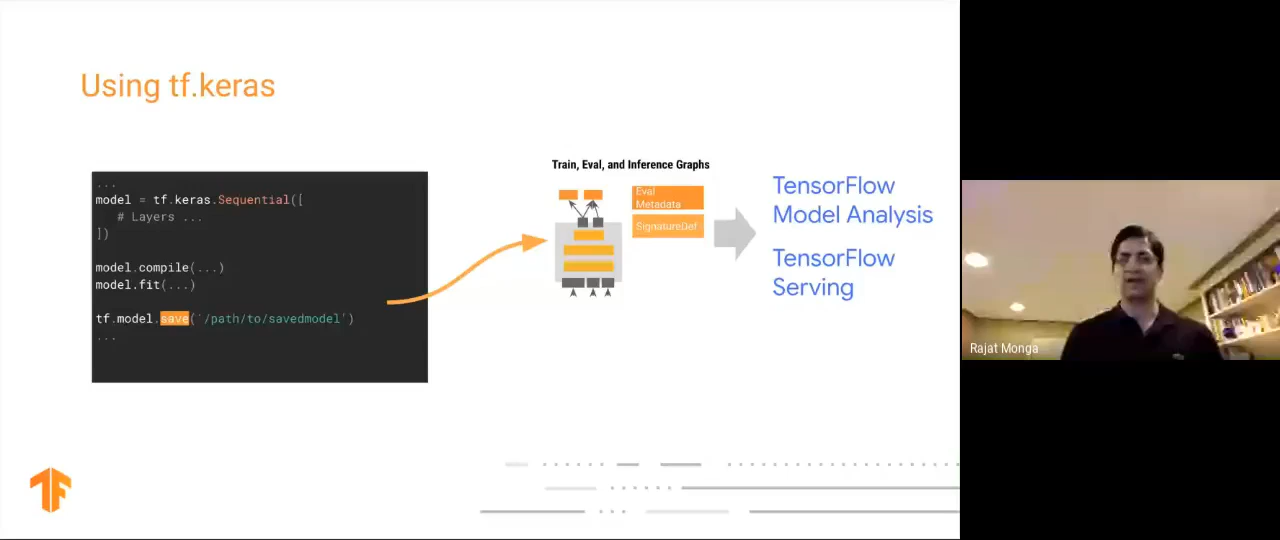 Using tf.keras
...
model = tf.keras.Sequential([
# Layers ...
])
model.compile(...)
model.fit(...)
tf.model.save('/path/to/savedmodel')
...
Train, Eval, and Inference Graphs
Eval
Metadata
SignatureDef
TensorFlow
Model Analysis
TensorFlow
Serving
Rajat Monga